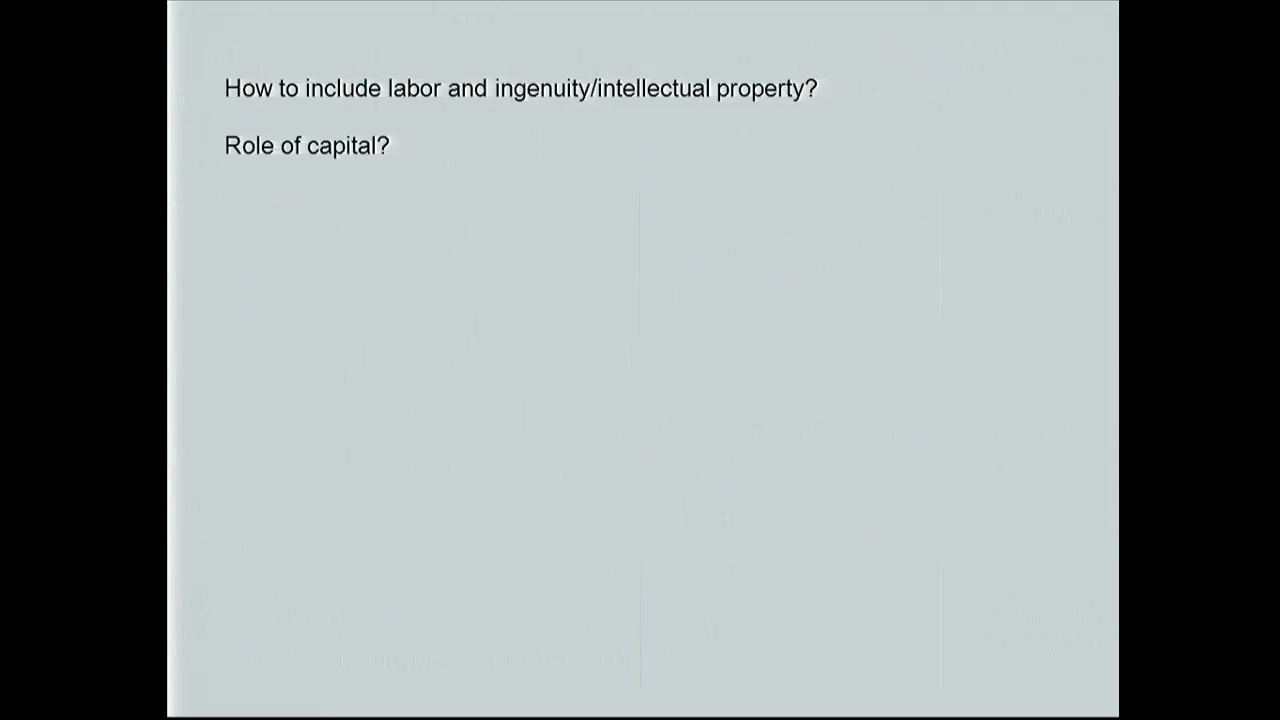 How to include labor and ingenuity/intellectual property?
Role of capital?